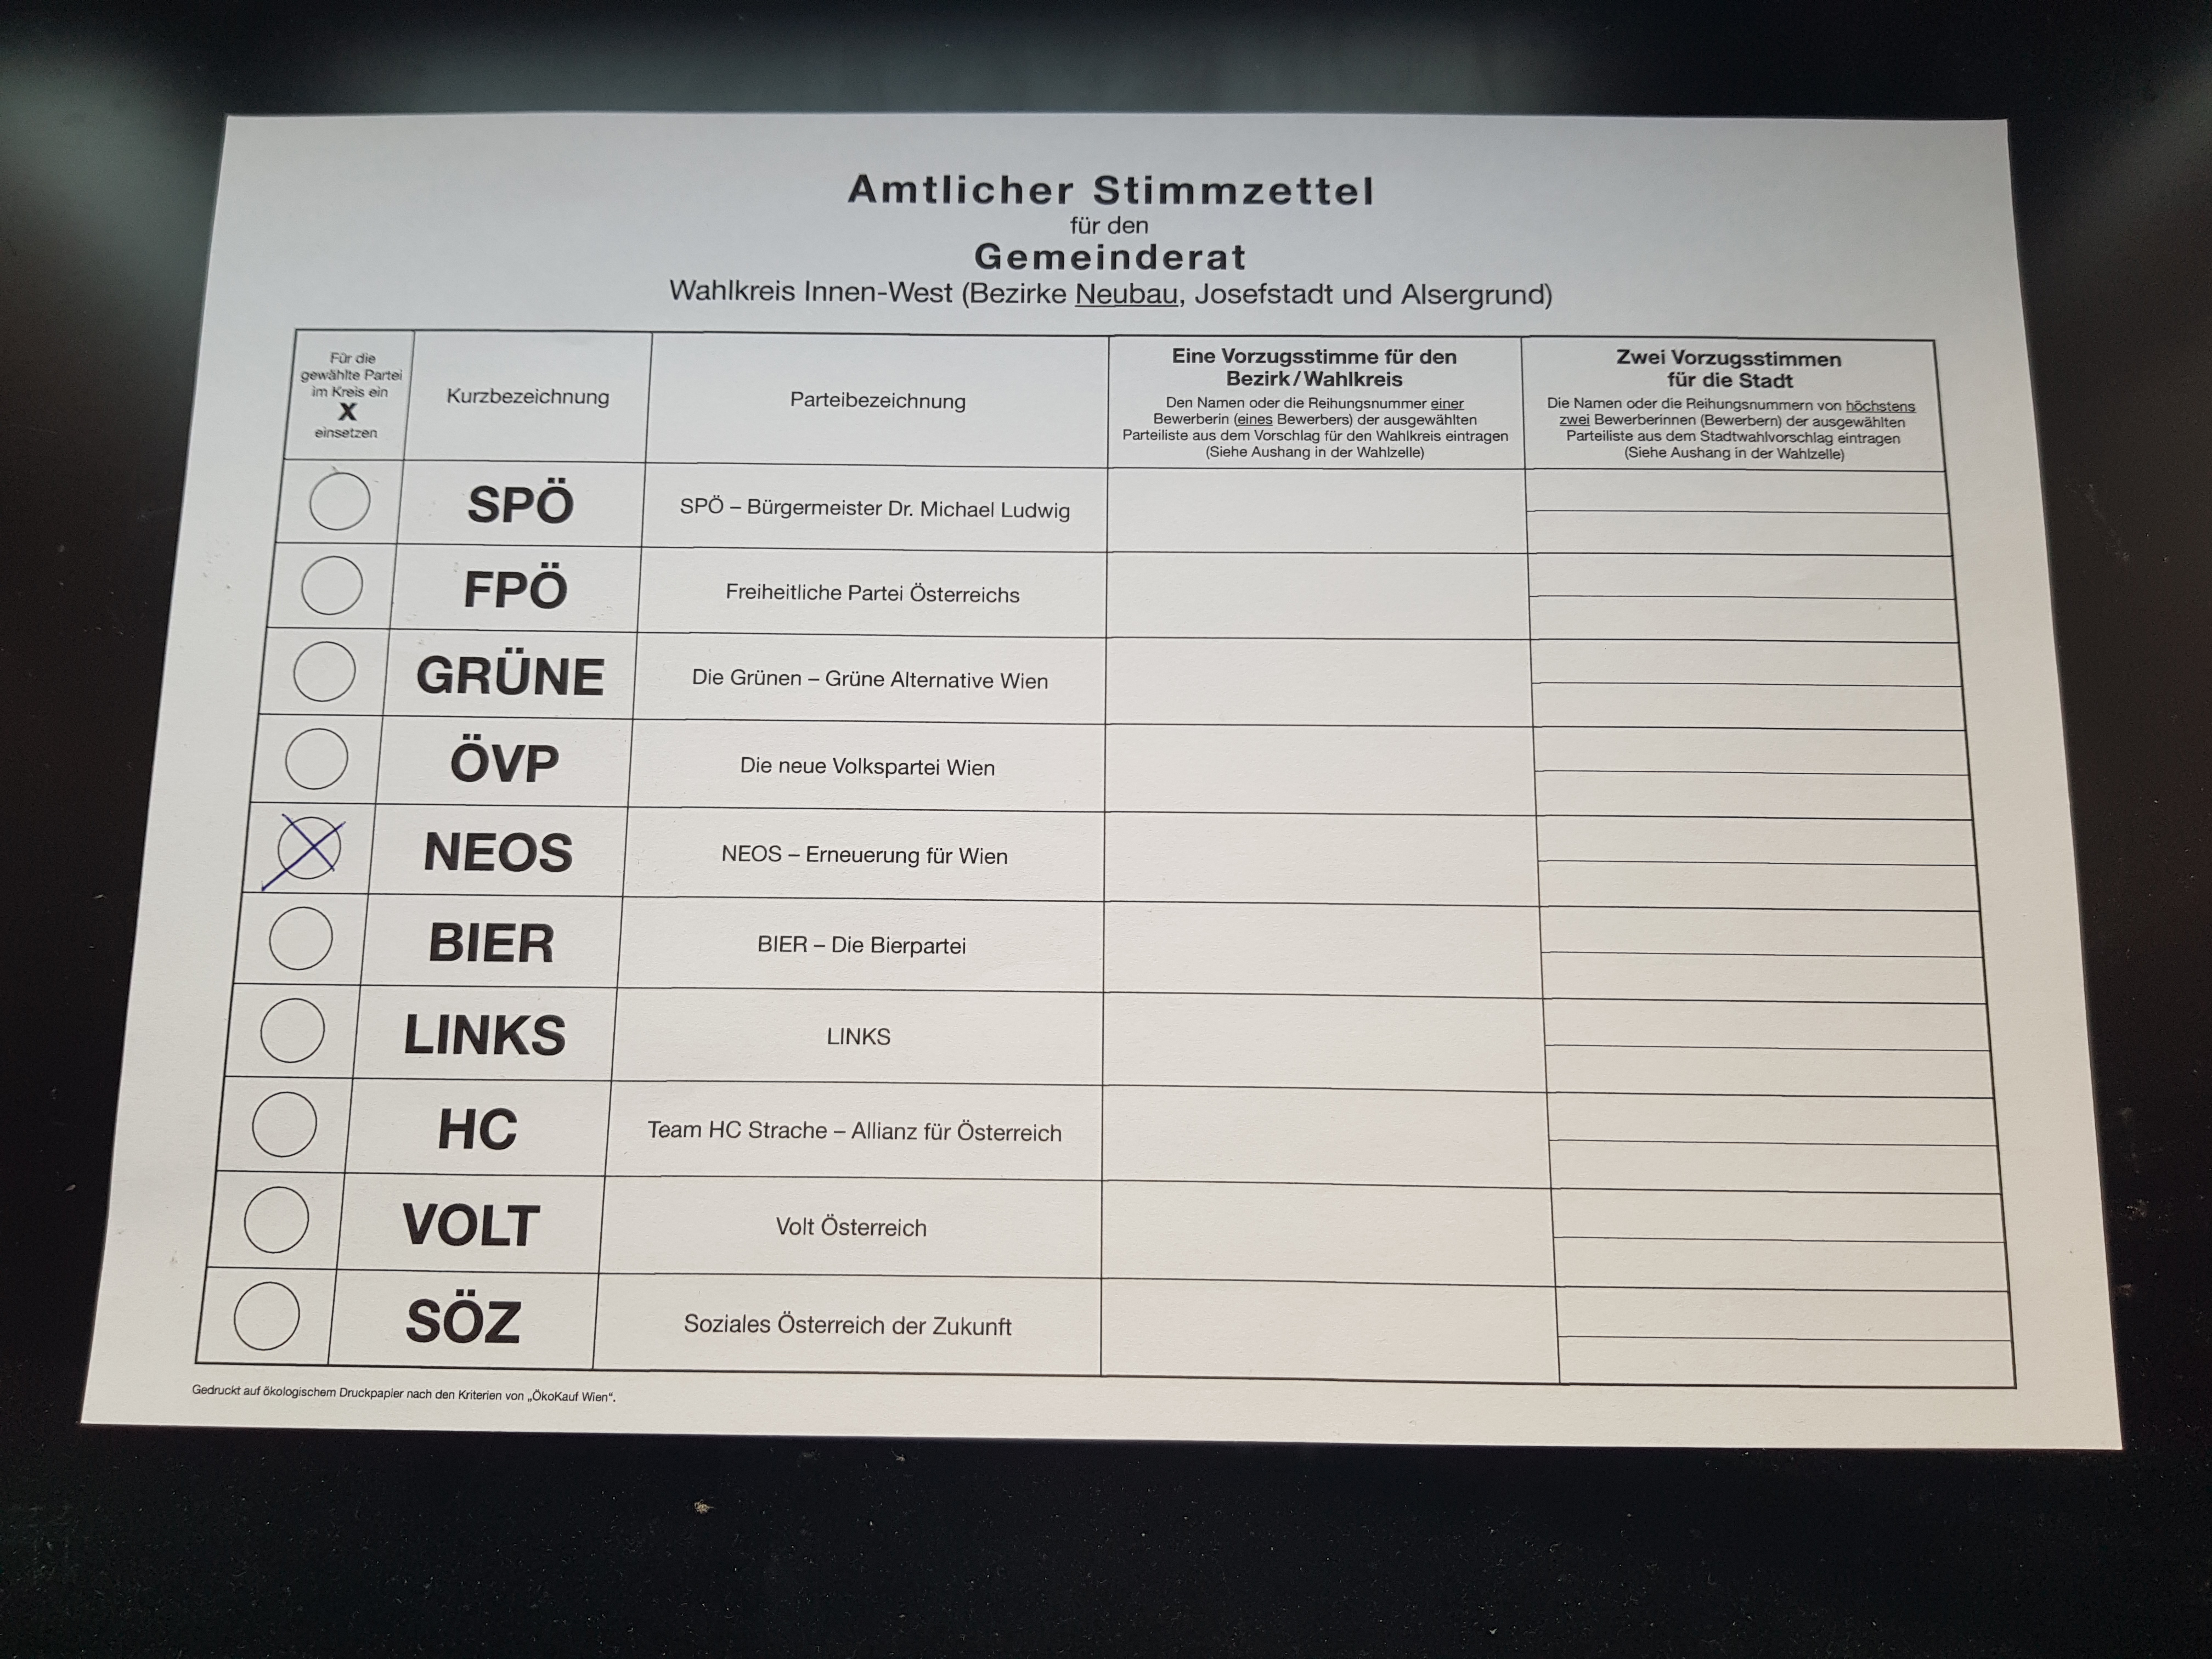 Amtlicher Stimmzettel
für den
Gemeinderat
Wahlkreis Innen-West (Bezirke Neubau, Josefstadt und Alsergrund)
Für die
gewählte Partei
im Kreis ein
X
einsetzen
Kurzbezeichnung
Parteibezeichnung
Eine Vorzugsstimme für den
Bezirk/Wahlkreis
Den Namen oder die Reihungsnummer einer
Bewerberin (eines Bewerbers) der ausgewählten
Parteiliste aus dem Vorschlag für den Wahlkreis eintragen
(Siehe Aushang in der Wahlzelle)
Zwei Vorzugsstimmen
für die Stadt
Die Namen oder die Reihungsnummern von höchstens
zwei Bewerberinnen (Bewerbern) der ausgewählten
Parteiliste aus dem Stadtwahlvorschlag eintragen
(Siehe Aushang in der Wahlzelle)
SPÖ SPÖ – Bürgermeister Dr. Michael Ludwig
FPÖ Freiheitliche Partei Österreichs
GRÜNE Die Grünen – Grüne Alternative Wien
ÖVP Die neue Volkspartei Wien
X NEOS NEOS – Erneuerung für Wien
BIER BIER – Die Bierpartei
LINKS LINKS
HC Team HC Strache – Allianz für Österreich
VOLT Volt Österreich
SÖZ Soziales Österreich der Zukunft
Gedruckt auf ökologischem Druckpapier nach den Kriterien von „ÖkoKauf Wien“.